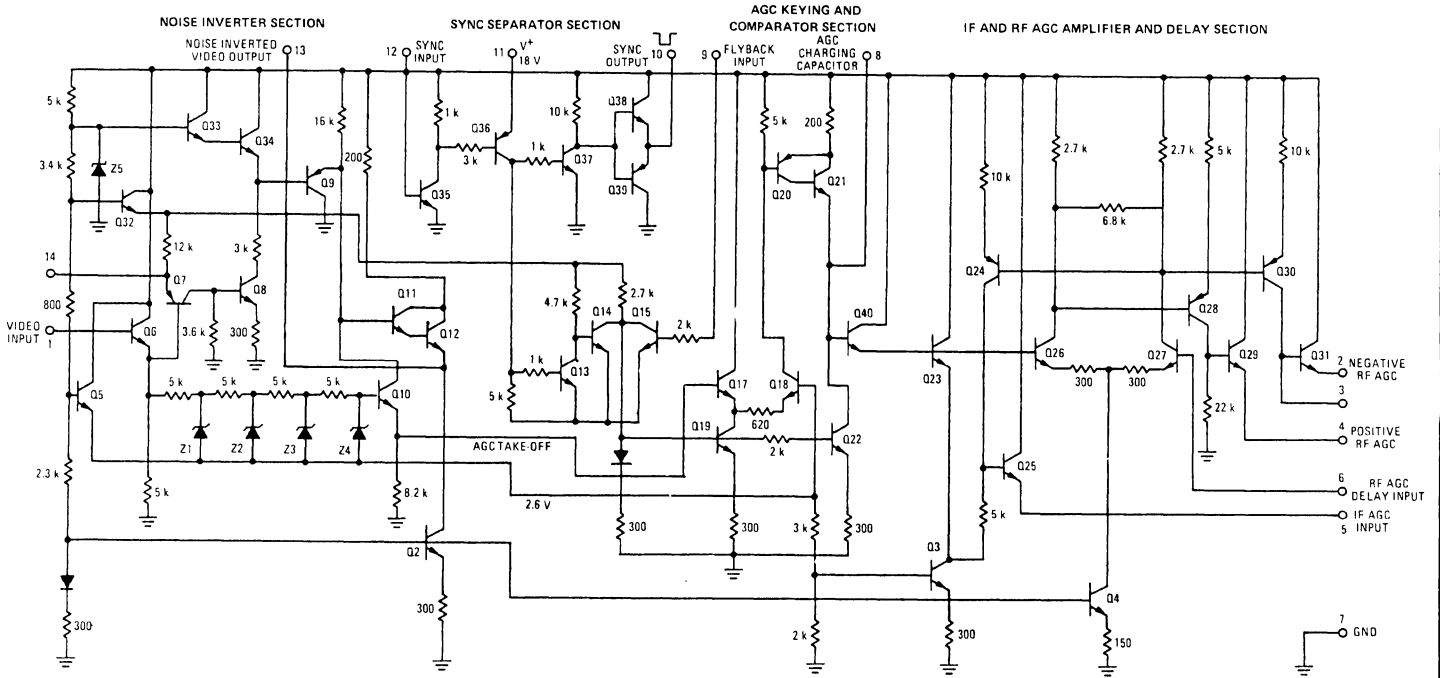 NOISE INVERTER SECTION
SYNC SEPARATOR SECTION
AGC KEYING AND
COMPARATOR SECTION
IF AND RF AGC AMPLIFIER AND DELAY SECTION
NOISE INVERTED
VIDEO OUTPUT
13
12
SYNC
INPUT
11
V+
18 V
SYNC
OUTPUT
10
9
FLYBACK
INPUT
AGC
CHARGING
CAPACITOR
8
5 k
Q33
Q34
16 k
200
1 k
Q36
3 k
10 k
Q38
1 k
Q37
Q39
5 k
200
2.7 k
2.7 k
5 k
10 k
3.4 k
Z5
Q9
Q35
Q20
Q21
10 k
6.8 k
Q32
12 k
3 k
14
Q7
Q8
Q24
Q30
800
Q11
4.7 k
Q14
2.7 k
Q15
Q28
VIDEO
INPUT
1
Q6
3.6 k
300
Q12
2 k
Q40
Q26
Q27
Q29
Q31
2
NEGATIVE
RF AGC
5 k
5 k
5 k
5 k
Q10
1 k
Q13
Q17
Q18
Q23
300
300
3
Q5
5 k
Q19
620
22 k
4
POSITIVE
RF AGC
Z1
Z2
Z3
Z4
AGC TAKE-OFF
2 k
Q22
Q25
2.3 k
5 k
8.2 k
2.6 V
6
RF AGC
DELAY INPUT
300
300
3 k
300
5 k
IF AGC
INPUT
5
Q2
Q3
Q4
300
300
2 k
300
150
7
GND